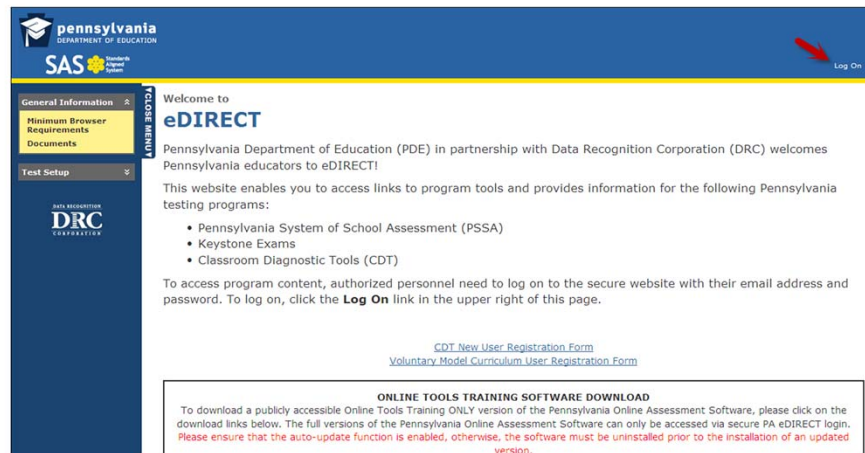 pennsylvania
DEPARTMENT OF EDUCATION
SAS Standards Aligned System
Log On
General Information
Minimum Browser
Requirements
Documents
Test Setup
DATA RECOGNITION
DRC
CORPORATION
CLOSE MENU
Welcome to
eDIRECT
Pennsylvania Department of Education (PDE) in partnership with Data Recognition Corporation (DRC) welcomes
Pennsylvania educators to eDIRECT!
This website enables you to access links to program tools and provides information for the following Pennsylvania
testing programs:
• Pennsylvania System of School Assessment (PSSA)
• Keystone Exams
• Classroom Diagnostic Tools (CDT)
To access program content, authorized personnel need to log on to the secure website with their email address and
password. To log on, click the Log On link in the upper right of this page.
CDT New User Registration Form
Voluntary Model Curriculum User Registration Form
ONLINE TOOLS TRAINING SOFTWARE DOWNLOAD
To download a publicly accessible Online Tools Training ONLY version of the Pennsylvania Online Assessment Software, please click on the
download links below. The full versions of the Pennsylvania Online Assessment Software can only be accessed via secure PA eDIRECT login.
Please ensure that the auto-update function is enabled, otherwise, the software must be uninstalled prior to the installation of an updated
version.